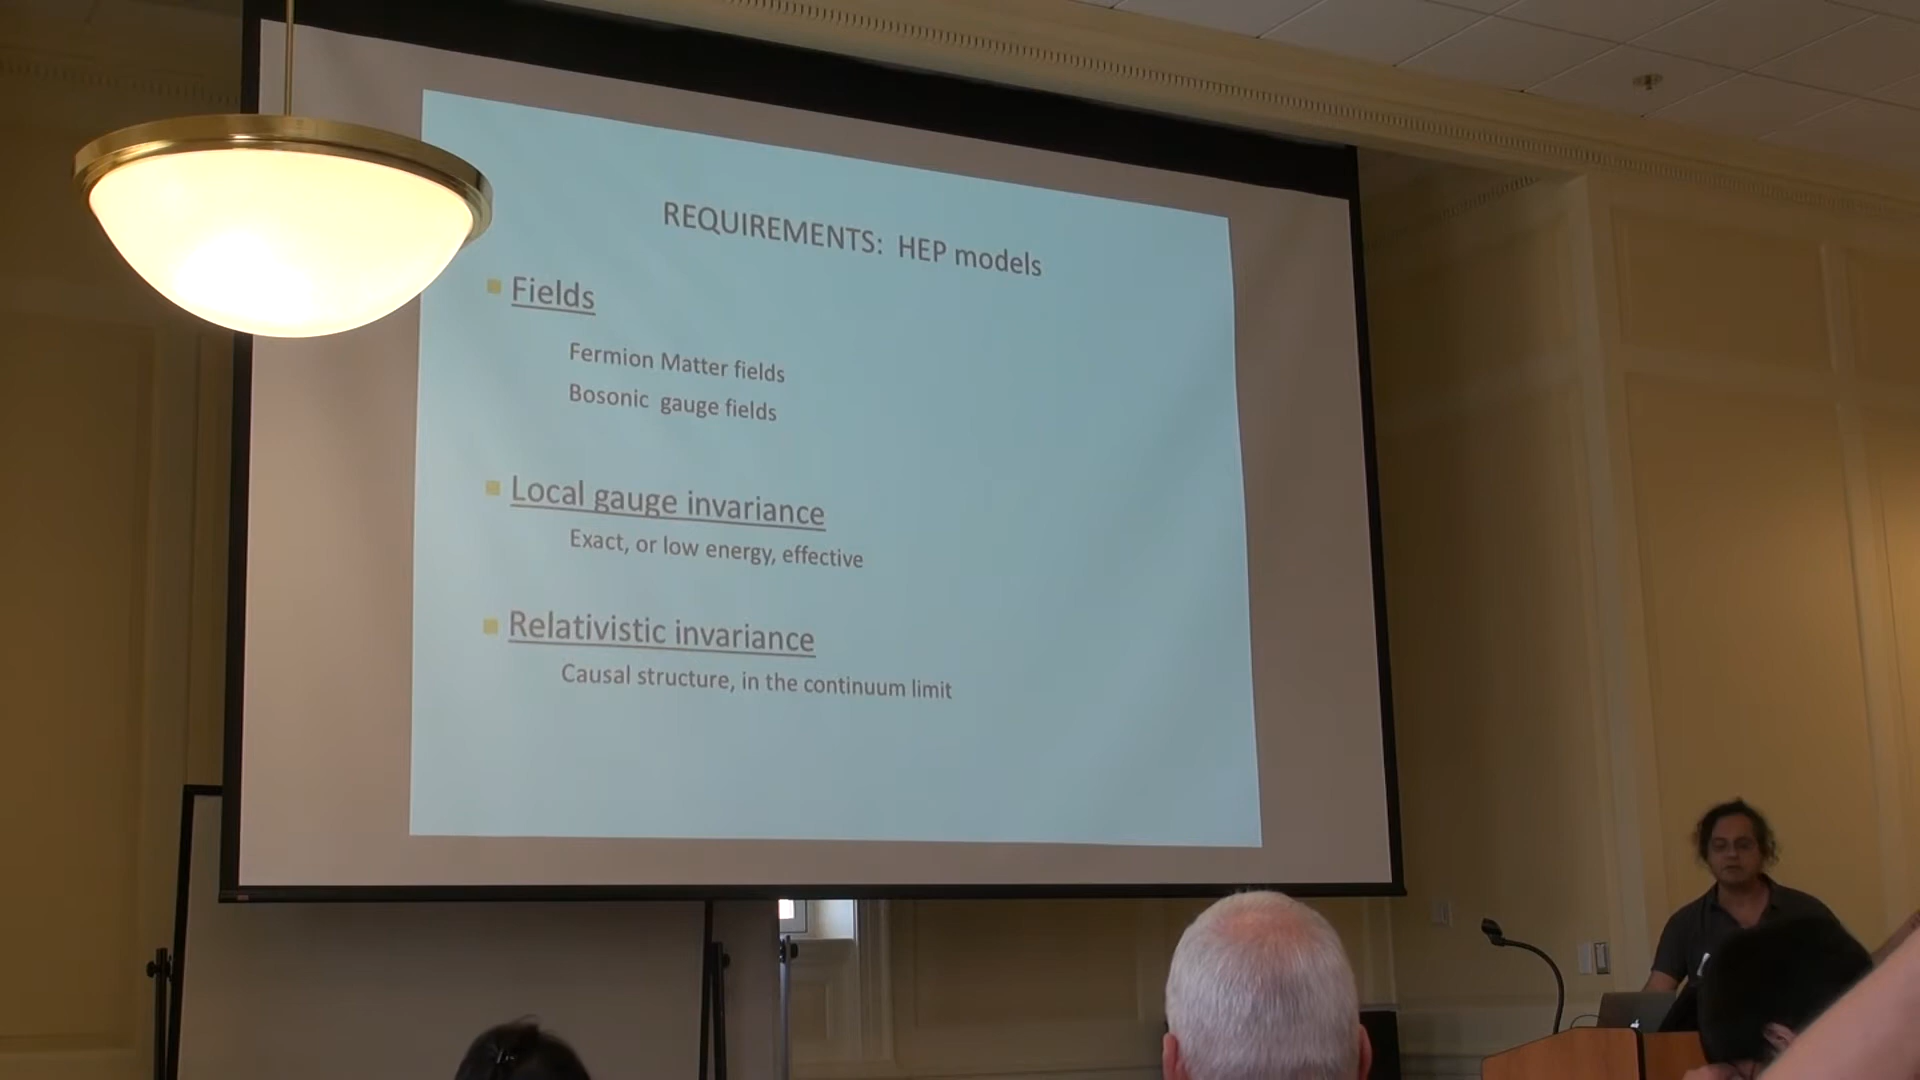 REQUIREMENTS: HEP models
Fields
Fermion Matter fields
Bosonic gauge fields
Local gauge invariance
Exact, or low energy, effective
Relativistic invariance
Causal structure, in the continuum limit